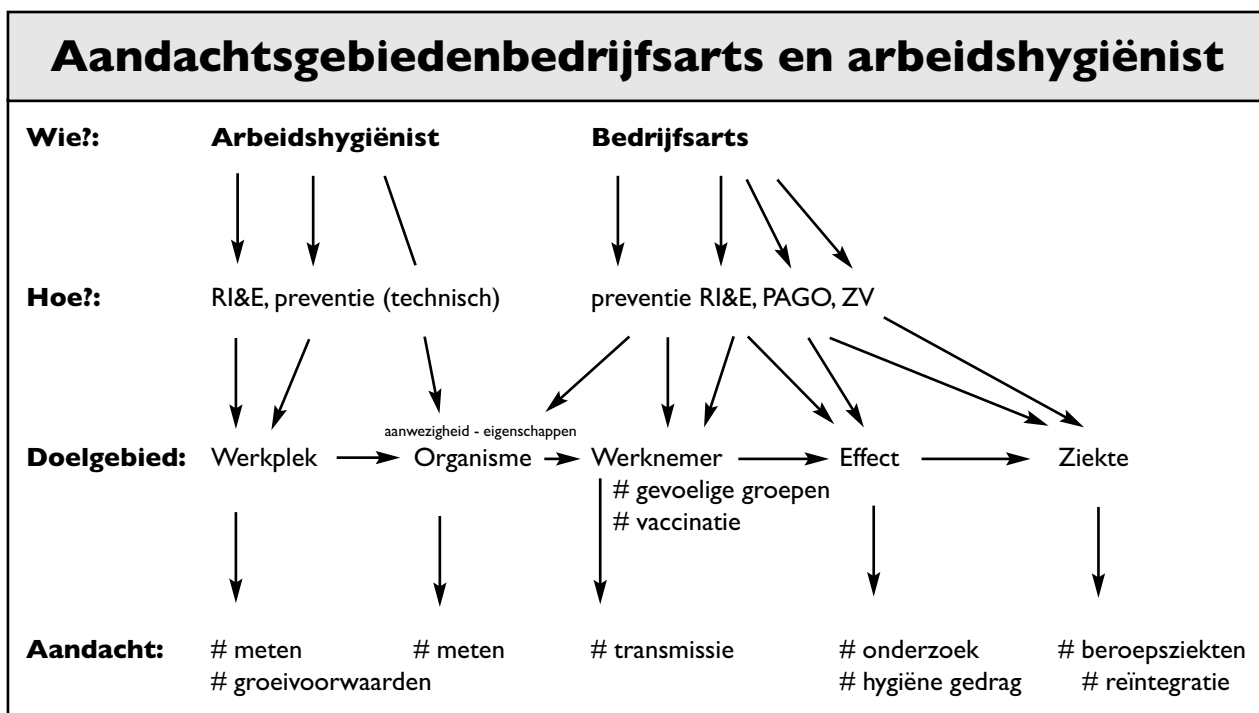 Aandachtsgebiedenbedrijfsarts en arbeidshygiënist
Wie?: Arbeidshygiënist Bedrijfsarts
Hoe?: RI&E, preventie (technisch) preventie RI&E, PAGO, ZV
aanwezigheid - eigenschappen
Doelgebied: Werkplek Organisme Werknemer Effect Ziekte
# gevoelige groepen
# vaccinatie
Aandacht: # meten # meten # transmissie # onderzoek # beroepsziekten
# groeivoorwaarden # hygiëne gedrag # reïntegratie